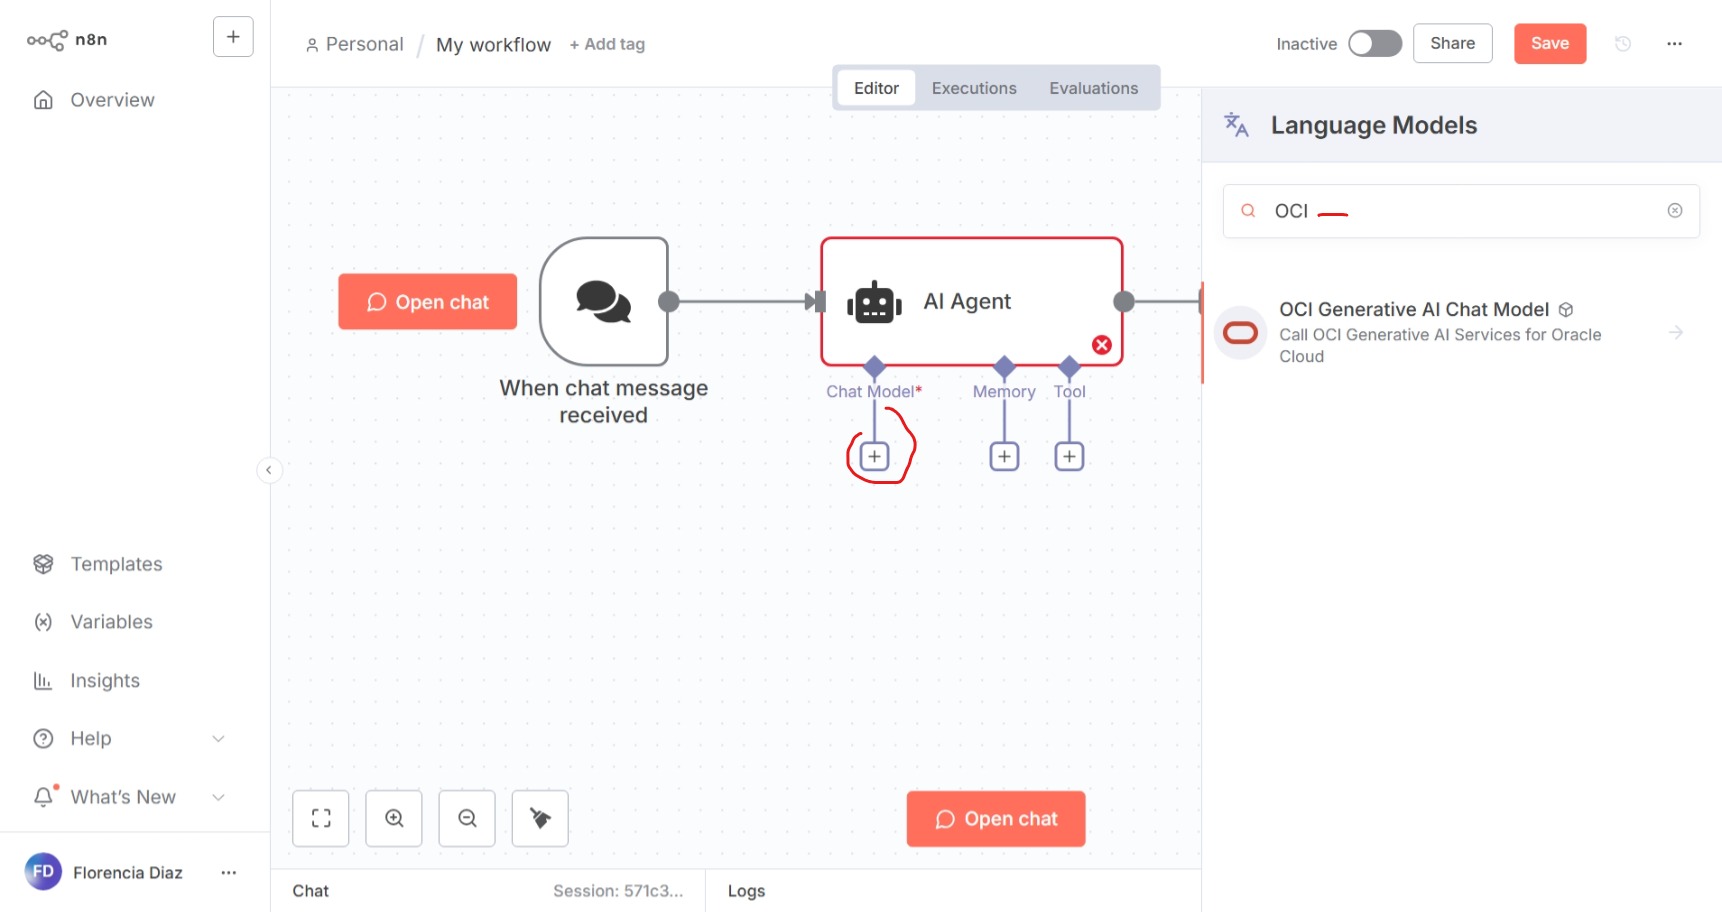 n8n
+
Overview
Templates
Variables
Insights
Help
What's New
FD
Florencia Diaz
...
Personal / My workflow + Add tag
Inactive
Share
Save
...
Editor
Executions
Evaluations
Open chat
When chat message
received
AI Agent
Chat Model*
Memory
Tool
+
+
+
Open chat
Chat
Session: 571c3...
Logs
Language Models
OCI
OCI Generative AI Chat Model
Call OCI Generative AI Services for Oracle
Cloud